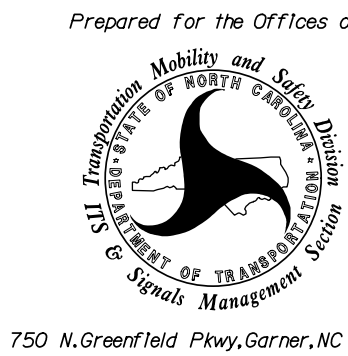 Prepared for the Offices o
Transportation Mobility and Safety Division
ITS & Signals Management Section
STATE OF NORTH CAROLINA
DEPARTMENT OF TRANSPORTATION
750 N.Greenfield Pkwy,Garner,NC